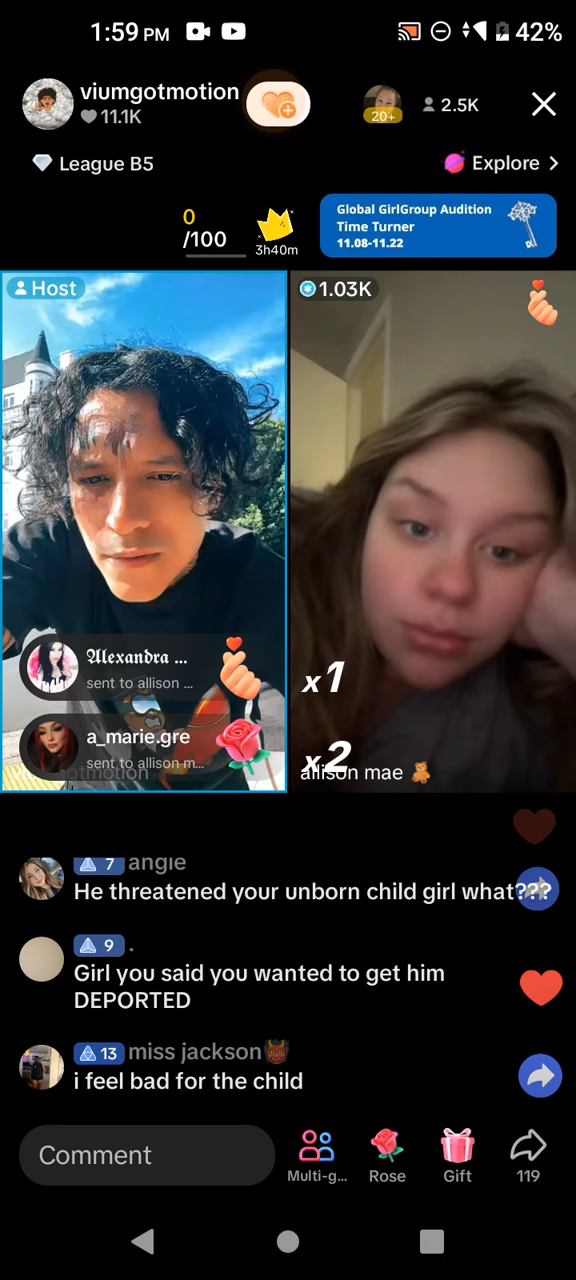 1:59 PM
42%
viumgotmotion
11.1K
20+
2.5K
League B5
Explore >
0
/100
3h40m
Global GirlGroup Audition
Time Turner
11.08-11.22
Host
1.03K
𝕬lexandra ...
sent to allison ...
x1
a_marie.gre
sent to allison m...
x2
allison mae 🧸
7 angie
He threatened your unborn child girl what???
9 .
Girl you said you wanted to get him
DEPORTED
13 miss jackson👹
i feel bad for the child
Comment
Multi-g...
Rose
Gift
119